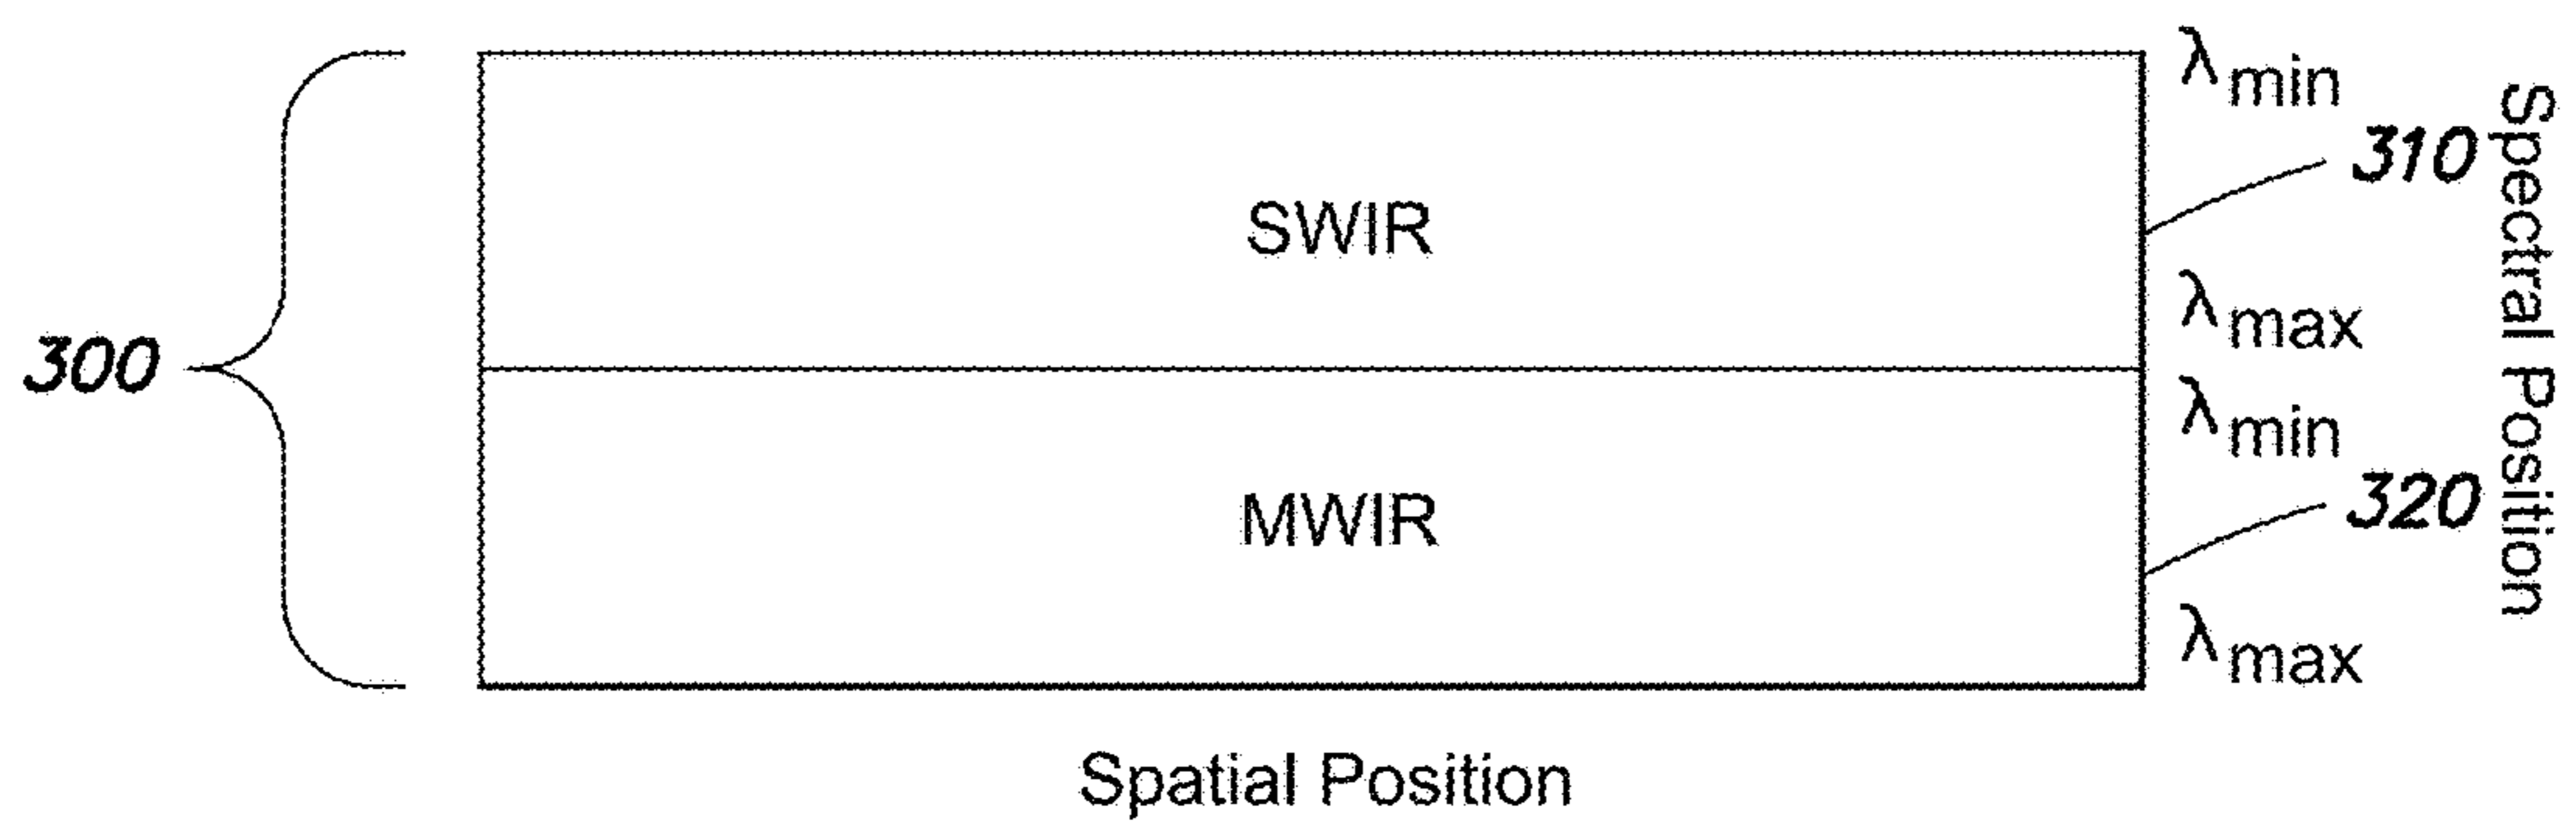 λmin
310
SWIR
λmax
300
λmin
MWIR
320
λmax
Spectral Position
Spatial Position